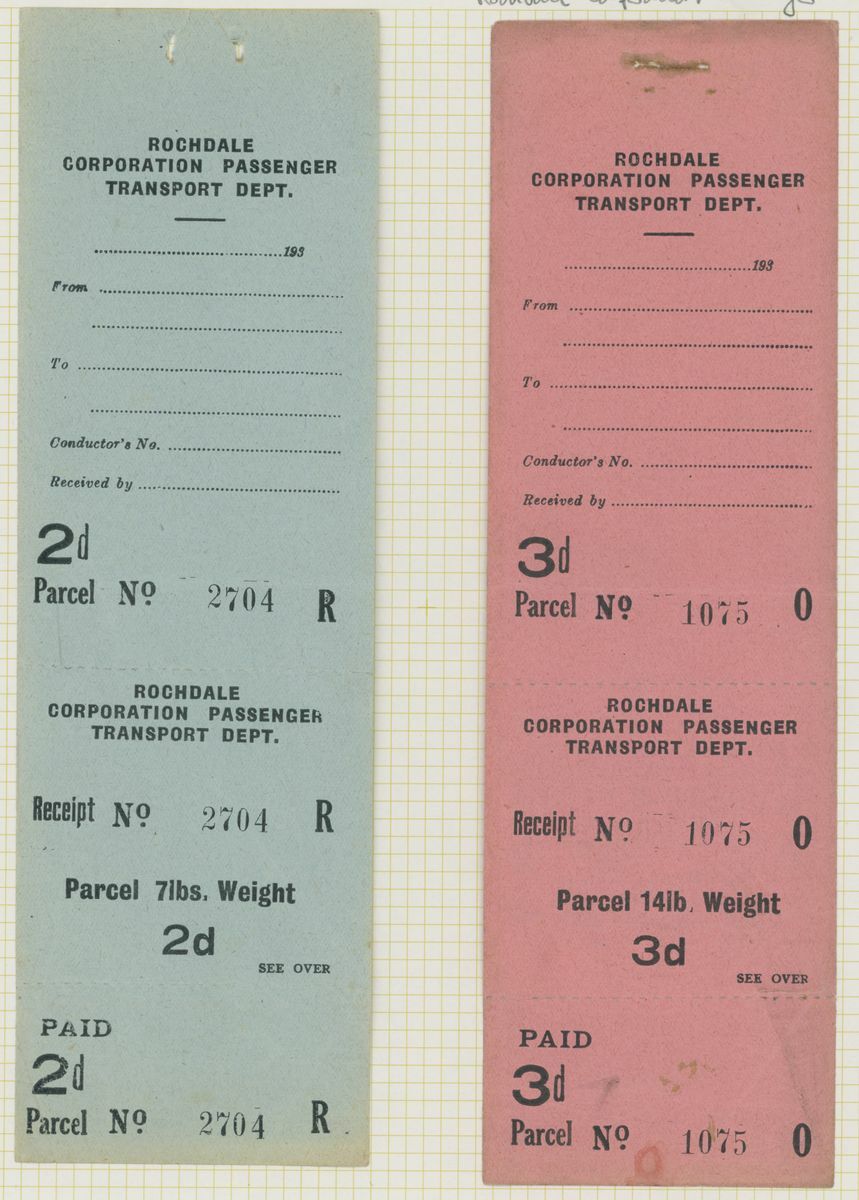 ROCHDALE
CORPORATION PASSENGER
TRANSPORT DEPT.
193
From
To
Conductor's No.
Received by
2d
Parcel No 2704 R
ROCHDALE
CORPORATION PASSENGER
TRANSPORT DEPT.
Receipt No 2704 R
Parcel 7lbs. Weight
2d
SEE OVER
PAID
2d
Parcel No 2704 R
ROCHDALE
CORPORATION PASSENGER
TRANSPORT DEPT.
193
From
To
Conductor's No.
Received by
3d
Parcel No 1075 O
ROCHDALE
CORPORATION PASSENGER
TRANSPORT DEPT.
Receipt No 1075 O
Parcel 14lb. Weight
3d
SEE OVER
PAID
3d
Parcel No 1075 O